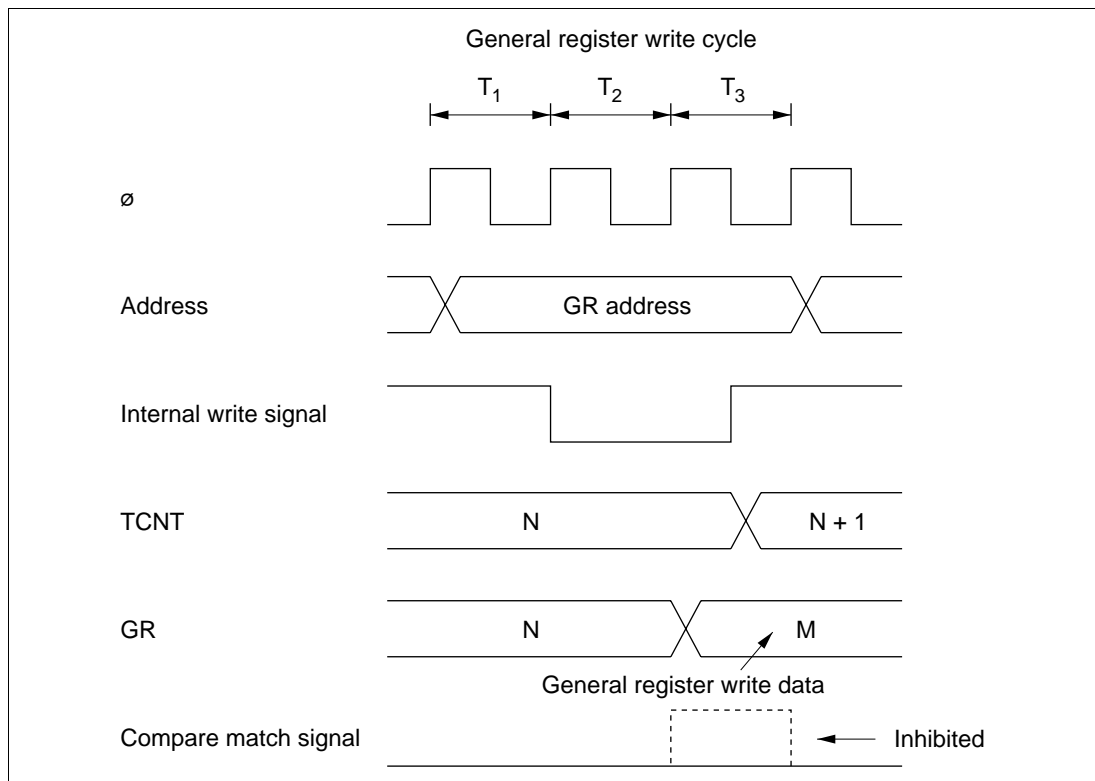 General register write cycle
T1 T2 T3
ø
Address GR address
Internal write signal
TCNT N N + 1
GR N M
General register write data
Compare match signal Inhibited